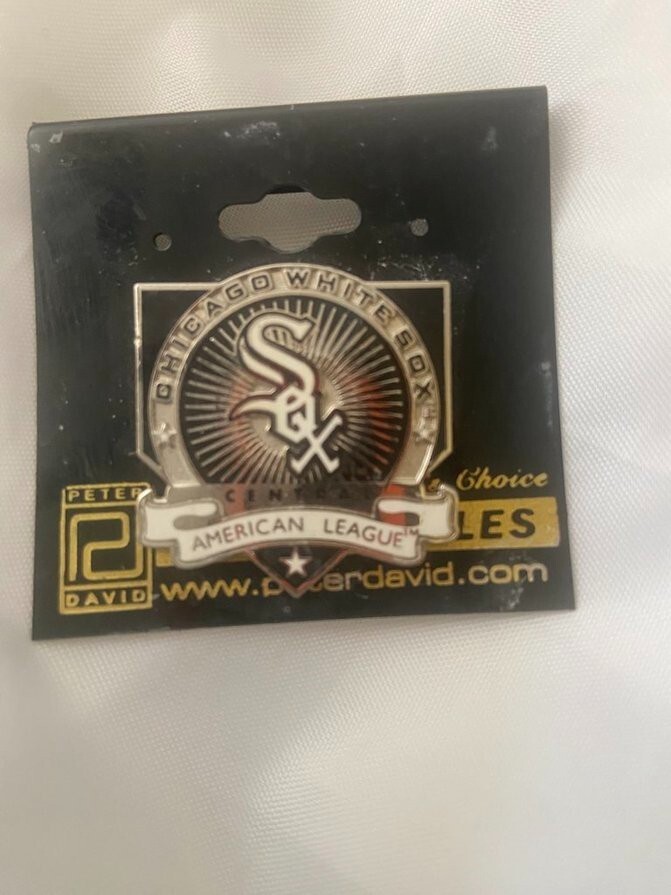 CHICAGO WHITE SOX
Sox
CENTRAL
AMERICAN LEAGUE™
PETER
DAVID
Choice
LES
www.peterdavid.com